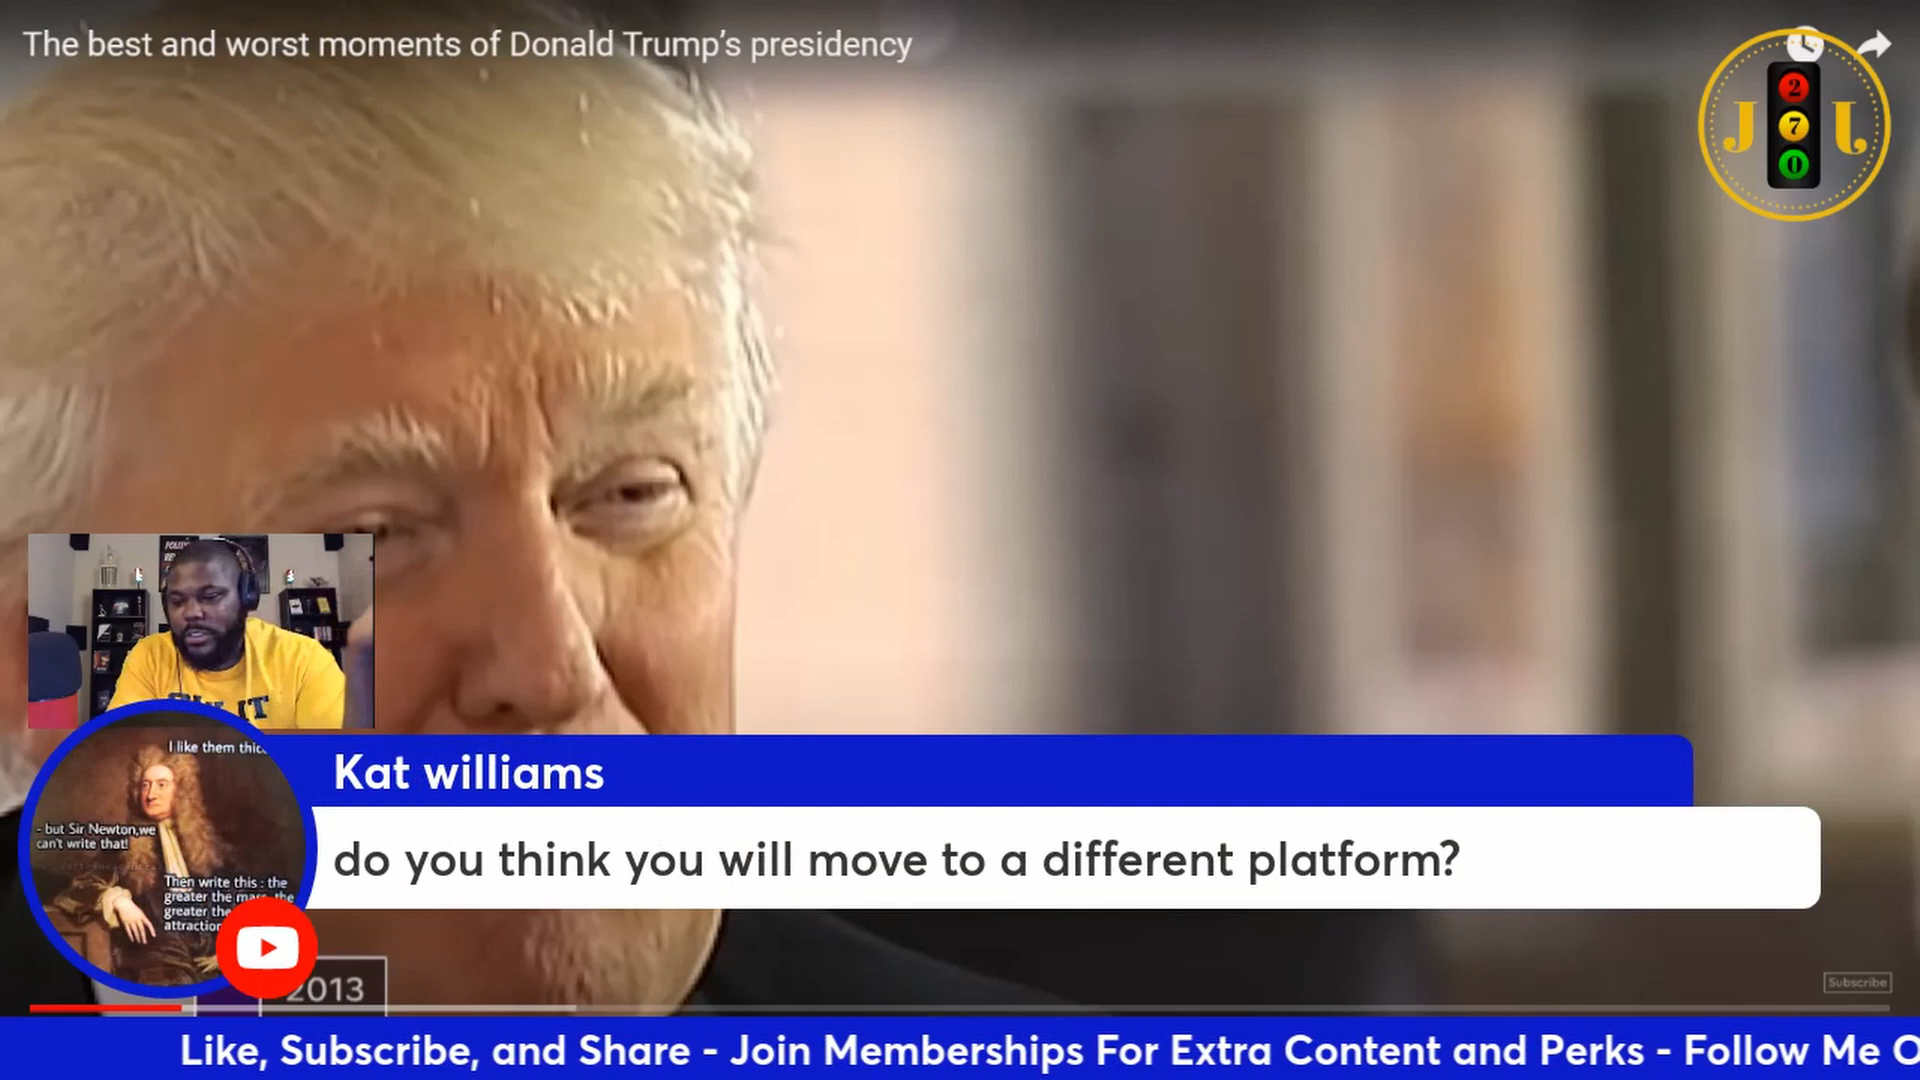 The best and worst moments of Donald Trump's presidency
J 2 J
7
0
Kat williams
do you think you will move to a different platform?
I like them thic
- but Sir Newton,we
can't write that!
Then write this : the
greater the mass the
greater the
attraction
2013
Subscribe
Like, Subscribe, and Share - Join Memberships For Extra Content and Perks - Follow Me O